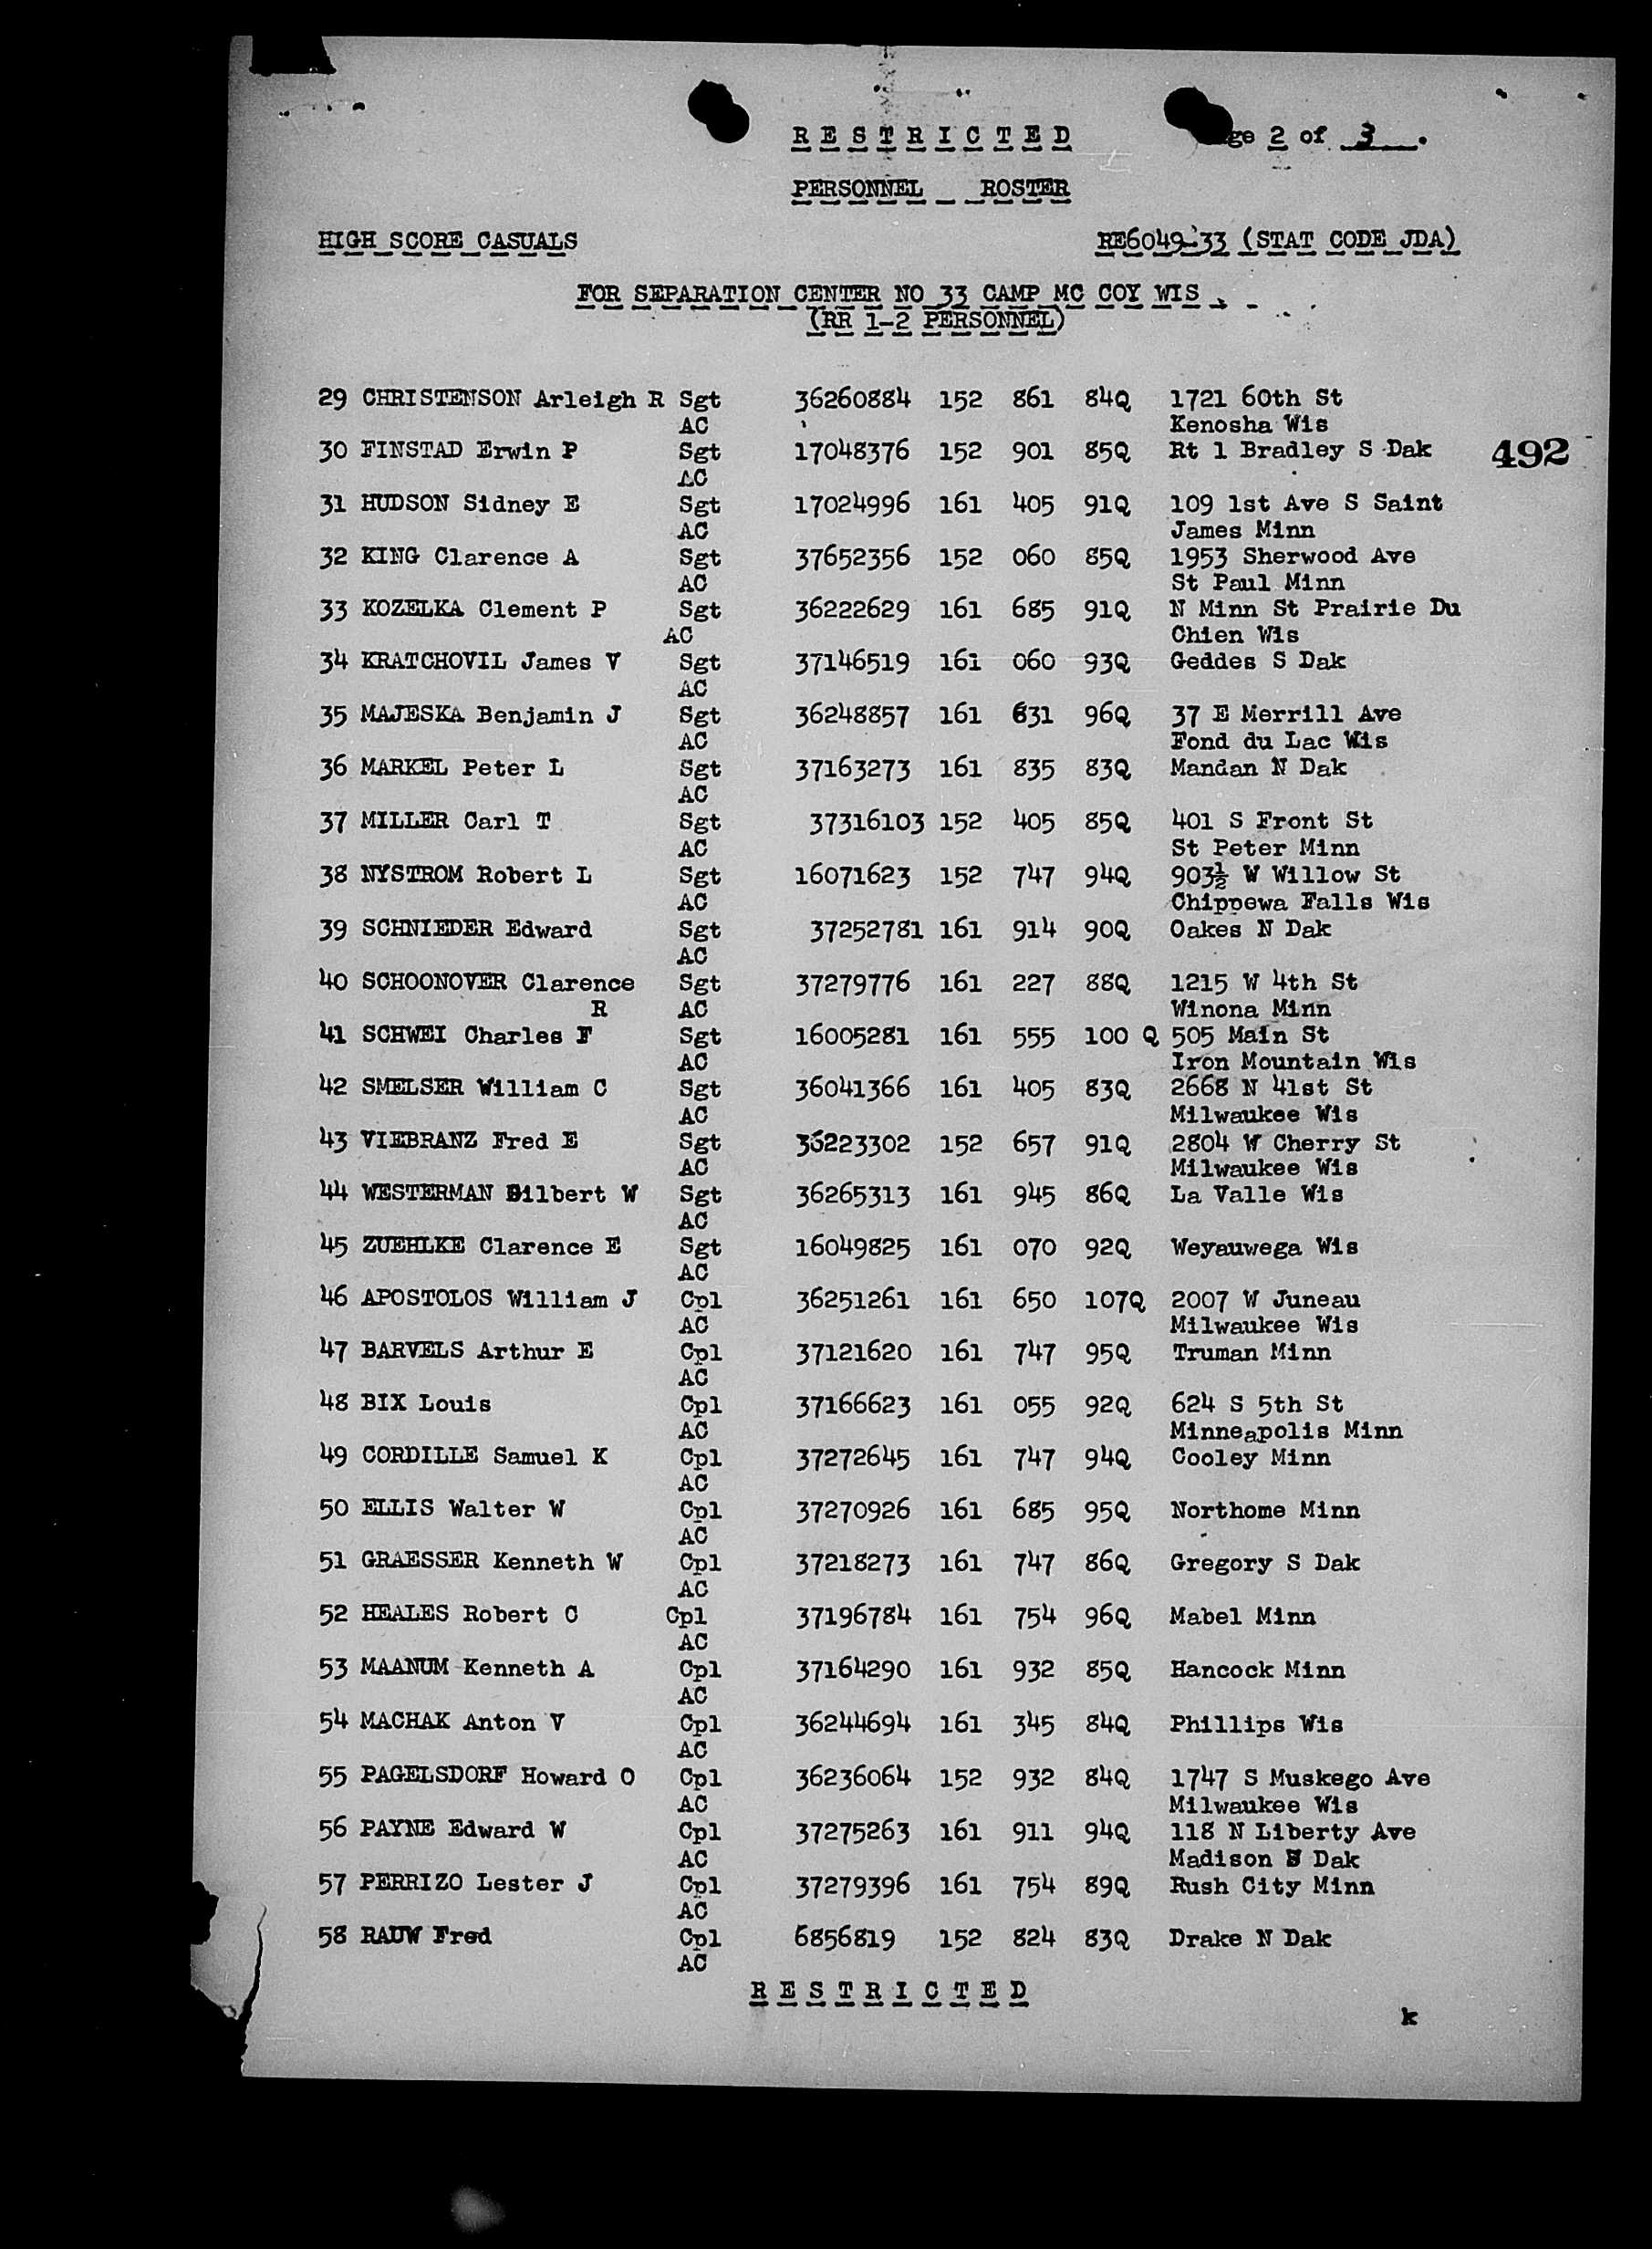 RESTRICTED ge 2 of 3.
PERSONNEL ROSTER
HIGH SCORE CASUALS RE6049-33 (STAT CODE JDA)
FOR SEPARATION CENTER NO 33 CAMP MC COY WIS
(RR 1-2 PERSONNEL)
29 CHRISTENSON Arleigh R Sgt 36260884 152 861 84Q 1721 60th St
AC Kenosha Wis
30 FINSTAD Erwin P Sgt 17048376 152 901 85Q Rt 1 Bradley S Dak 492
AC
31 HUDSON Sidney E Sgt 17024996 161 405 91Q 109 1st Ave S Saint
AC James Minn
32 KING Clarence A Sgt 37652356 152 060 85Q 1953 Sherwood Ave
AC St Paul Minn
33 KOZELKA Clement P Sgt 36222629 161 685 91Q N Minn St Prairie Du
AC Chien Wis
34 KRATCHOVIL James V Sgt 37146519 161 060 93Q Geddes S Dak
AC
35 MAJESKA Benjamin J Sgt 36248857 161 631 96Q 37 E Merrill Ave
AC Fond du Lac Wis
36 MARKEL Peter L Sgt 37163273 161 835 83Q Mandan N Dak
AC
37 MILLER Carl T Sgt 37316103 152 405 85Q 401 S Front St
AC St Peter Minn
38 NYSTROM Robert L Sgt 16071623 152 747 94Q 903½ W Willow St
AC Chippewa Falls Wis
39 SCHNIEDER Edward Sgt 37252781 161 914 90Q Oakes N Dak
AC
40 SCHOONOVER Clarence Sgt 37279776 161 227 88Q 1215 W 4th St
R AC Winona Minn
41 SCHWEI Charles F Sgt 16005281 161 555 100 Q 505 Main St
AC Iron Mountain Wis
42 SMELSER William C Sgt 36041366 161 405 83Q 2668 N 41st St
AC Milwaukee Wis
43 VIEBRANZ Fred E Sgt 36223302 152 657 91Q 2804 W Cherry St
AC Milwaukee Wis
44 WESTERMAN Silbert W Sgt 36265313 161 945 86Q La Valle Wis
AC
45 ZUEHLKE Clarence E Sgt 16049825 161 070 92Q Weyauwega Wis
AC
46 APOSTOLOS William J Cpl 36251261 161 650 107Q 2007 W Juneau
AC Milwaukee Wis
47 BARVELS Arthur E Cpl 37121620 161 747 95Q Truman Minn
AC
48 BIX Louis Cpl 37166623 161 055 92Q 624 S 5th St
AC Minneapolis Minn
49 CORDILLE Samuel K Cpl 37272645 161 747 94Q Cooley Minn
AC
50 ELLIS Walter W Cpl 37270926 161 685 95Q Northome Minn
AC
51 GRAESSER Kenneth W Cpl 37218273 161 747 86Q Gregory S Dak
AC
52 HEALES Robert C Cpl 37196784 161 754 96Q Mabel Minn
AC
53 MAANUM Kenneth A Cpl 37164290 161 932 85Q Hancock Minn
AC
54 MACHAK Anton V Cpl 36244694 161 345 84Q Phillips Wis
AC
55 PAGELSDORF Howard O Cpl 36236064 152 932 84Q 1747 S Muskego Ave
AC Milwaukee Wis
56 PAYNE Edward W Cpl 37275263 161 911 94Q 118 N Liberty Ave
AC Madison S Dak
57 PERRIZO Lester J Cpl 37279396 161 754 89Q Rush City Minn
AC
58 RAUW Fred Cpl 6856819 152 824 83Q Drake N Dak
AC
RESTRICTED
k